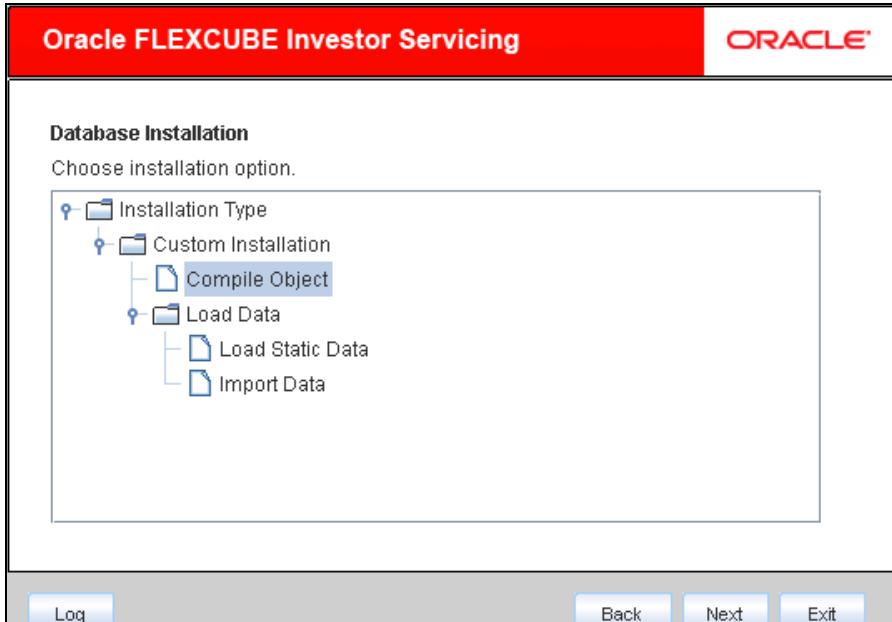 Oracle FLEXCUBE Investor Servicing
ORACLE
Database Installation
Choose installation option.
Installation Type
Custom Installation
Compile Object
Load Data
Load Static Data
Import Data
Log Back Next Exit